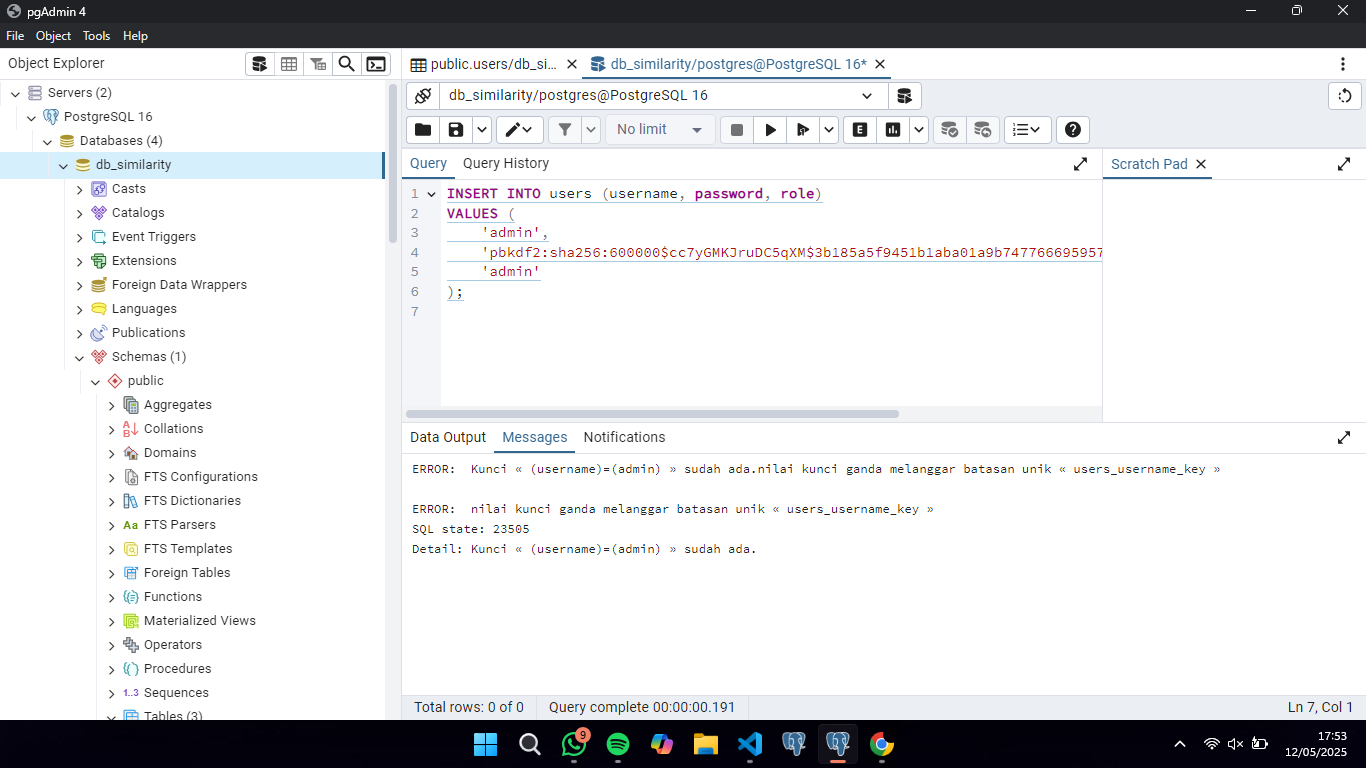 pgAdmin 4
File Object Tools Help
Object Explorer
Servers (2)
PostgreSQL 16
Databases (4)
db_similarity
Casts
Catalogs
Event Triggers
Extensions
Foreign Data Wrappers
Languages
Publications
Schemas (1)
public
Aggregates
Collations
Domains
FTS Configurations
FTS Dictionaries
Aa FTS Parsers
FTS Templates
Foreign Tables
Functions
Materialized Views
Operators
Procedures
1..3 Sequences
Tables (3)
public.users/db_si... db_similarity/postgres@PostgreSQL 16*
db_similarity/postgres@PostgreSQL 16
No limit
E
Query Query History
Scratch Pad
1 INSERT INTO users (username, password, role)
2 VALUES (
3 'admin',
4 'pbkdf2:sha256:600000$cc7yGMKJruDC5qXM$3b185a5f9451b1aba01a9b747766695957
5 'admin'
6 );
7
Data Output Messages Notifications
ERROR: Kunci « (username)=(admin) » sudah ada.nilai kunci ganda melanggar batasan unik « users_username_key »
ERROR: nilai kunci ganda melanggar batasan unik « users_username_key »
SQL state: 23505
Detail: Kunci « (username)=(admin) » sudah ada.
Total rows: 0 of 0 Query complete 00:00:00.191 Ln 7, Col 1
9
17:53
12/05/2025